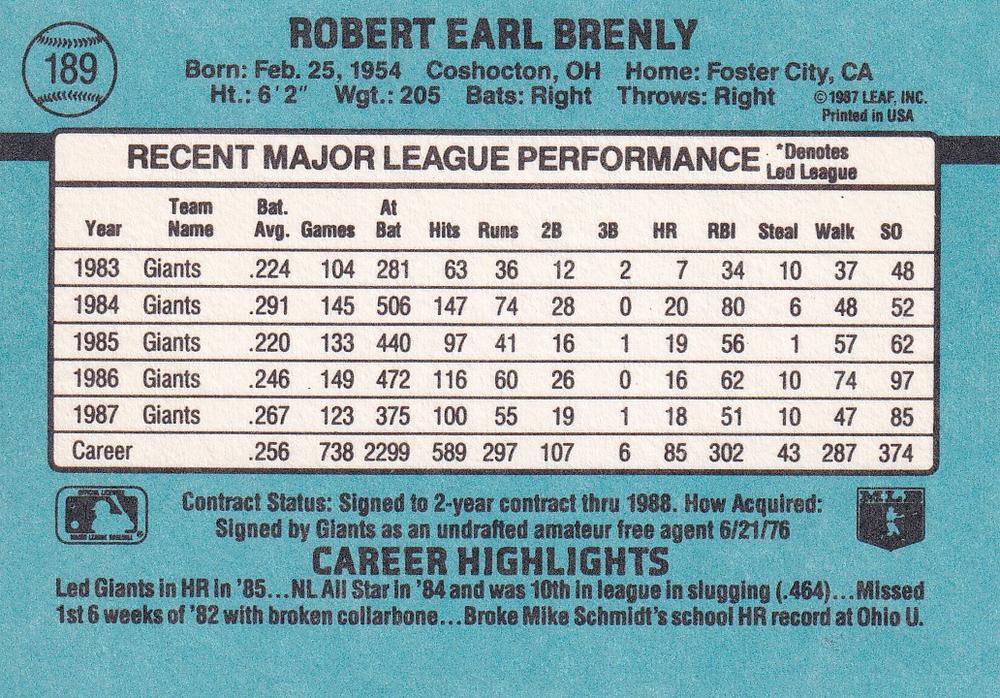 ROBERT EARL BRENLY
189
Born: Feb. 25, 1954 Coshocton, OH Home: Foster City, CA
Ht.: 6'2" Wgt.: 205 Bats: Right Throws: Right
©1987 LEAF, INC.
Printed in USA
RECENT MAJOR LEAGUE PERFORMANCE *Denotes Led League
Year Team Name Bat. Avg. Games At Bat Hits Runs 2B 3B HR RBI Steal Walk SO
1983 Giants .224 104 281 63 36 12 2 7 34 10 37 48
1984 Giants .291 145 506 147 74 28 0 20 80 6 48 52
1985 Giants .220 133 440 97 41 16 1 19 56 1 57 62
1986 Giants .246 149 472 116 60 26 0 16 62 10 74 97
1987 Giants .267 123 375 100 55 19 1 18 51 10 47 85
Career .256 738 2299 589 297 107 6 85 302 43 287 374
Contract Status: Signed to 2-year contract thru 1988. How Acquired:
Signed by Giants as an undrafted amateur free agent 6/21/76
MLB
CAREER HIGHLIGHTS
Led Giants in HR in '85...NL All Star in '84 and was 10th in league in slugging (.464)...Missed
1st 6 weeks of '82 with broken collarbone...Broke Mike Schmidt's school HR record at Ohio U.